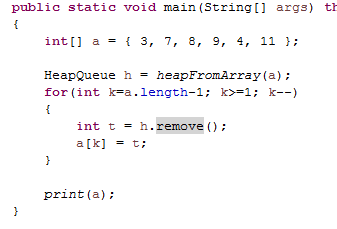 public static void main(String[] args) th
{
int[] a = { 3, 7, 8, 9, 4, 11 };
HeapQueue h = heapFromArray(a);
for(int k=a.length-1; k>=1; k--)
{
int t = h.remove();
a[k] = t;
}
print(a);
}